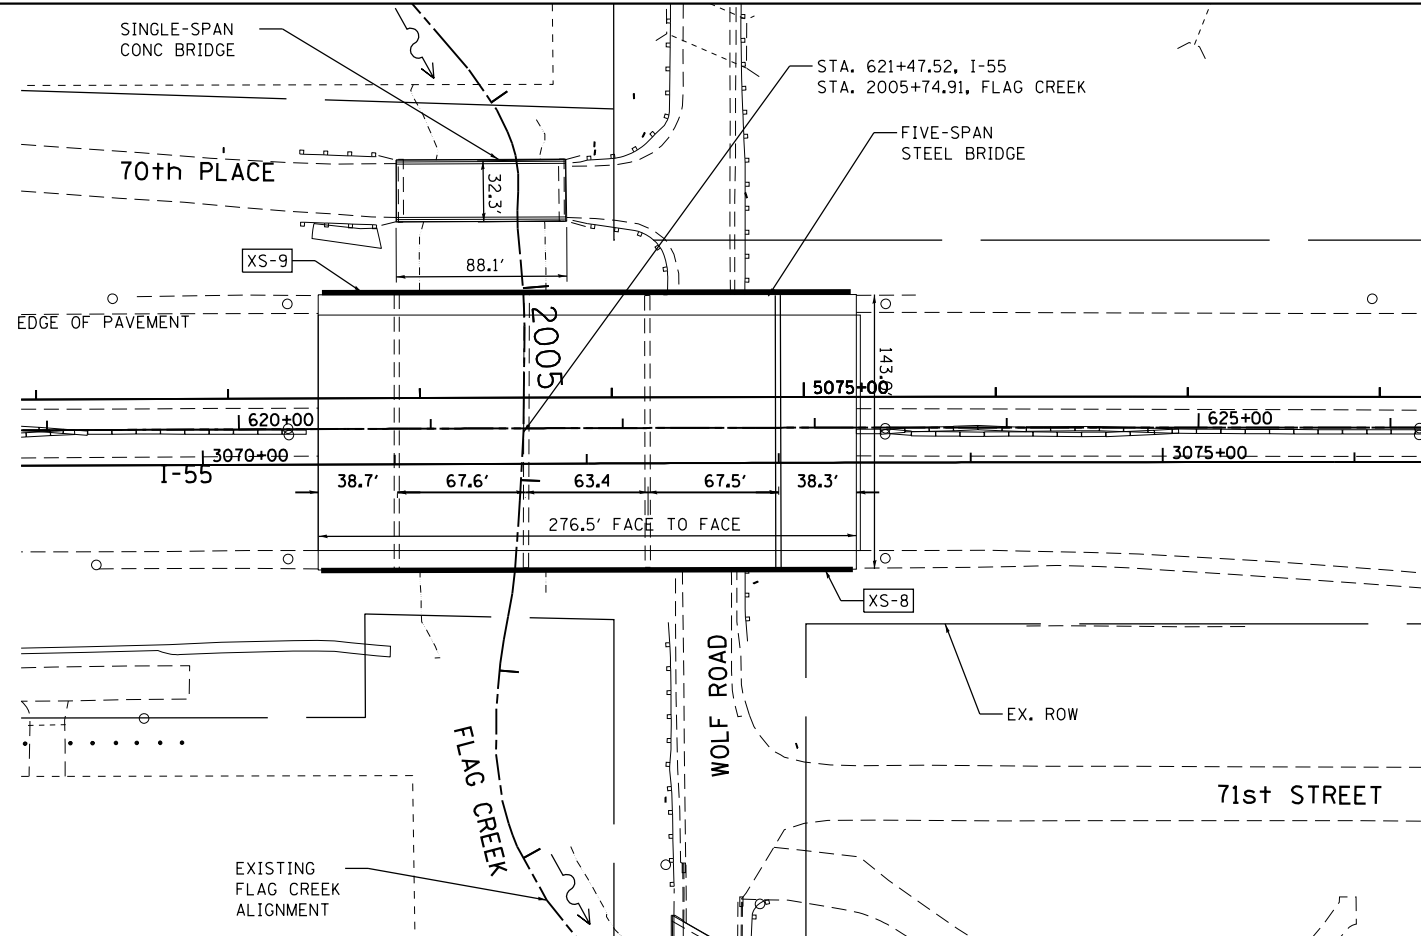 SINGLE-SPAN
CONC BRIDGE
STA. 621+47.52, I-55
STA. 2005+74.91, FLAG CREEK
FIVE-SPAN
STEEL BRIDGE
70th PLACE
32.3'
XS-9
88.1'
EDGE OF PAVEMENT
2005
5075+00
620+00
625+00
3070+00
3075+00
I-55
38.7'
67.6'
63.4
67.5'
38.3'
276.5' FACE TO FACE
XS-8
WOLF ROAD
EX. ROW
FLAG CREEK
71st STREET
EXISTING
FLAG CREEK
ALIGNMENT